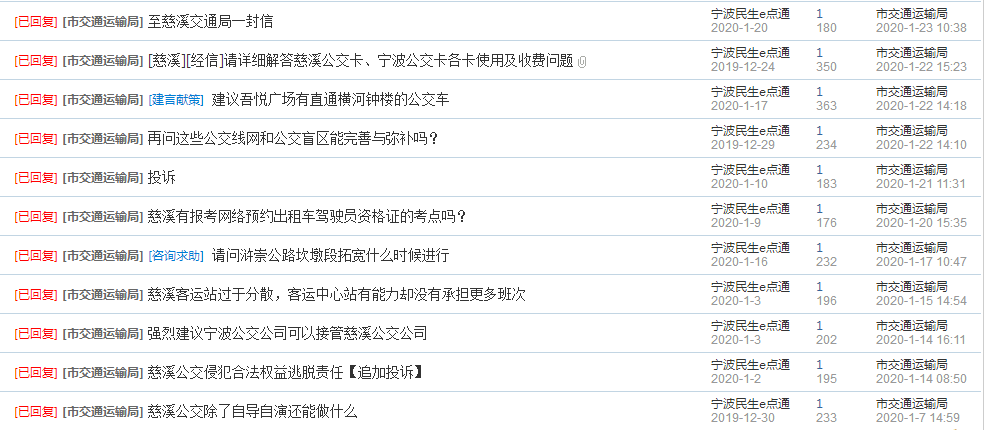 [已回复] [市交通运输局] 至慈溪交通局一封信 宁波民生e点通 1 市交通运输局
2020-1-20 180 2020-1-23 10:38
[已回复] [市交通运输局] [慈溪][经信]请详细解答慈溪公交卡、宁波公交卡各卡使用及收费问题 宁波民生e点通 1 市交通运输局
2019-12-24 350 2020-1-22 15:23
[已回复] [市交通运输局] [建言献策] 建议吾悦广场有直通横河钟楼的公交车 宁波民生e点通 1 市交通运输局
2020-1-17 363 2020-1-22 14:18
[已回复] [市交通运输局] 再问这些公交线网和公交盲区能完善与弥补吗？ 宁波民生e点通 1 市交通运输局
2019-12-29 234 2020-1-22 14:10
[已回复] [市交通运输局] 投诉 宁波民生e点通 1 市交通运输局
2020-1-10 183 2020-1-21 11:31
[已回复] [市交通运输局] 慈溪有报考网络预约出租车驾驶员资格证的考点吗？ 宁波民生e点通 1 市交通运输局
2020-1-9 176 2020-1-20 15:35
[已回复] [市交通运输局] [咨询求助] 请问浒崇公路坎墩段拓宽什么时候进行 宁波民生e点通 1 市交通运输局
2020-1-16 232 2020-1-17 10:47
[已回复] [市交通运输局] 慈溪客运站过于分散，客运中心站有能力却没有承担更多班次 宁波民生e点通 1 市交通运输局
2020-1-3 196 2020-1-15 14:54
[已回复] [市交通运输局] 强烈建议宁波公交公司可以接管慈溪公交公司 宁波民生e点通 1 市交通运输局
2020-1-3 202 2020-1-14 16:11
[已回复] [市交通运输局] 慈溪公交侵犯合法权益逃脱责任【追加投诉】 宁波民生e点通 1 市交通运输局
2020-1-2 195 2020-1-14 08:50
[已回复] [市交通运输局] 慈溪公交除了自导自演还能做什么 宁波民生e点通 1 市交通运输局
2019-12-30 233 2020-1-7 14:59